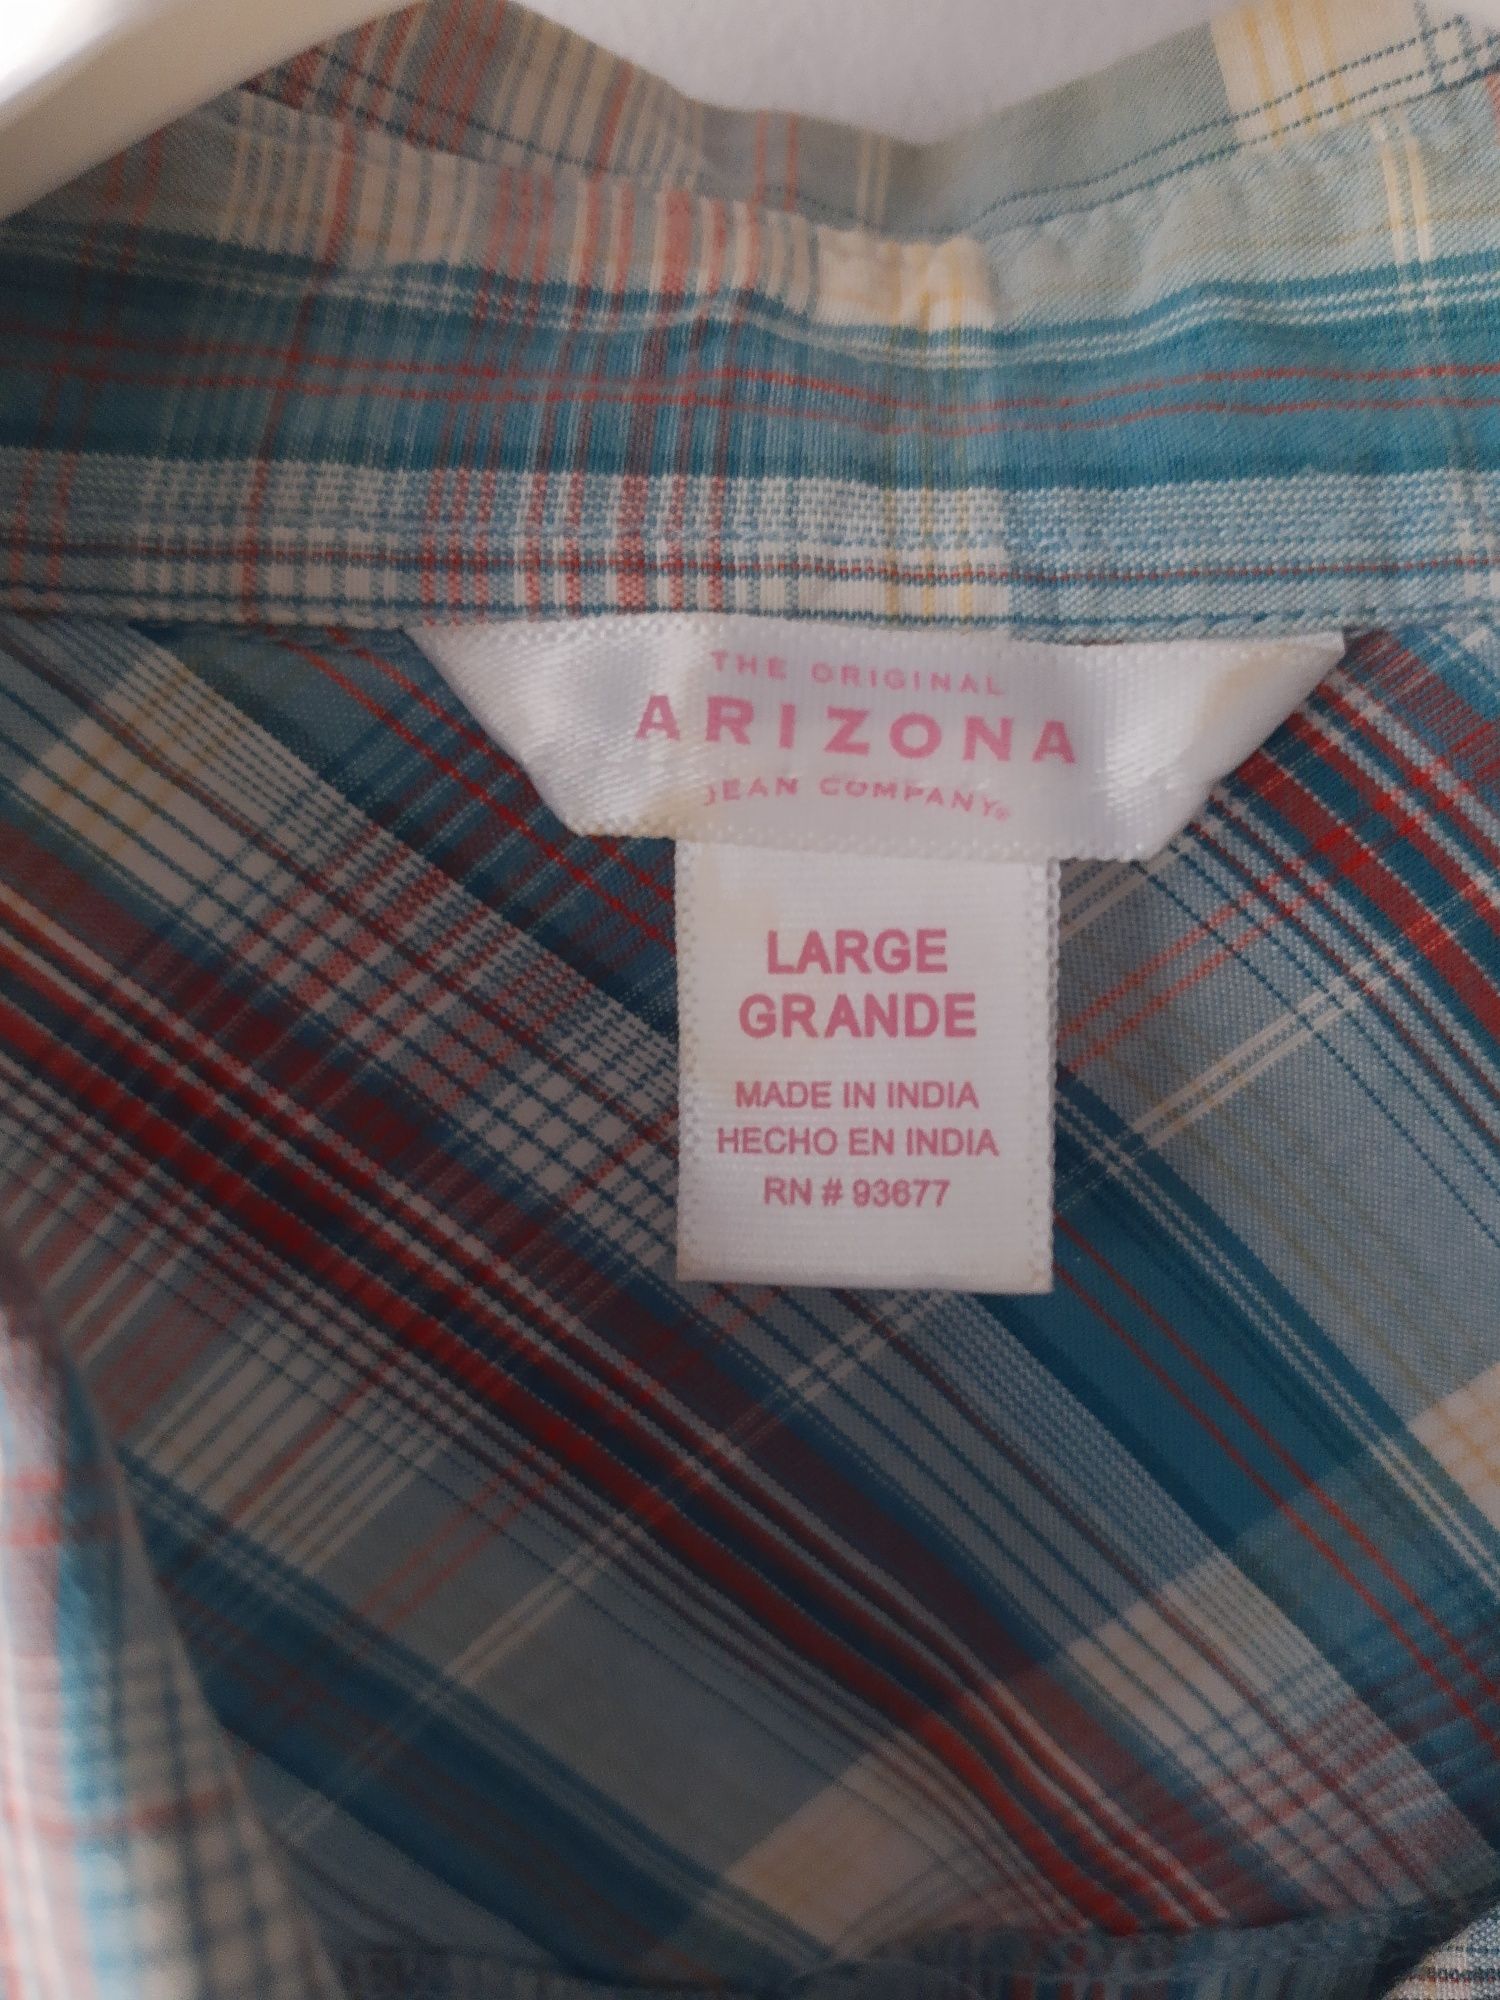 THE ORIGINAL
ARIZONA
JEAN COMPANY®
LARGE
GRANDE
MADE IN INDIA
HECHO EN INDIA
RN # 93677